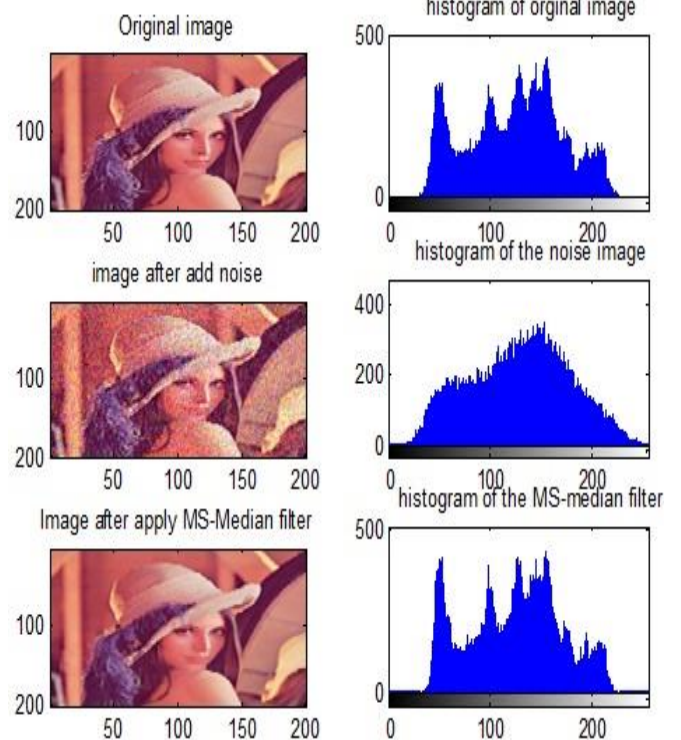 Original image
100
200
50 100 150 200
histogram of orginal image
500
0
0 100 200
image after add noise
100
200
50 100 150 200
histogram of the noise image
400
200
0
0 100 200
Image after apply MS-Median filter
100
200
50 100 150 200
histogram of the MS-median filter
500
0
0 100 200